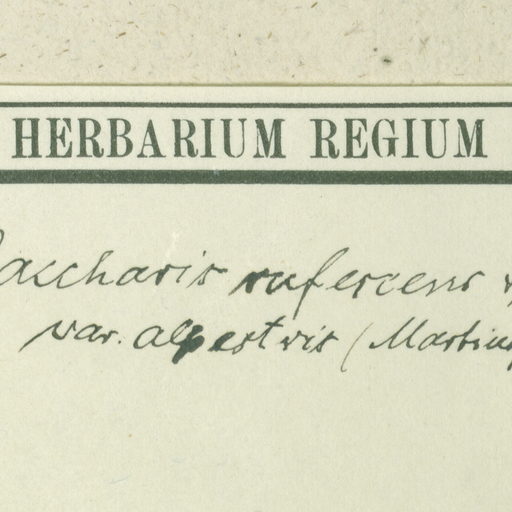 HERBARIUM REGIUM
Baccharis rufescens
var. alpestris (Martius